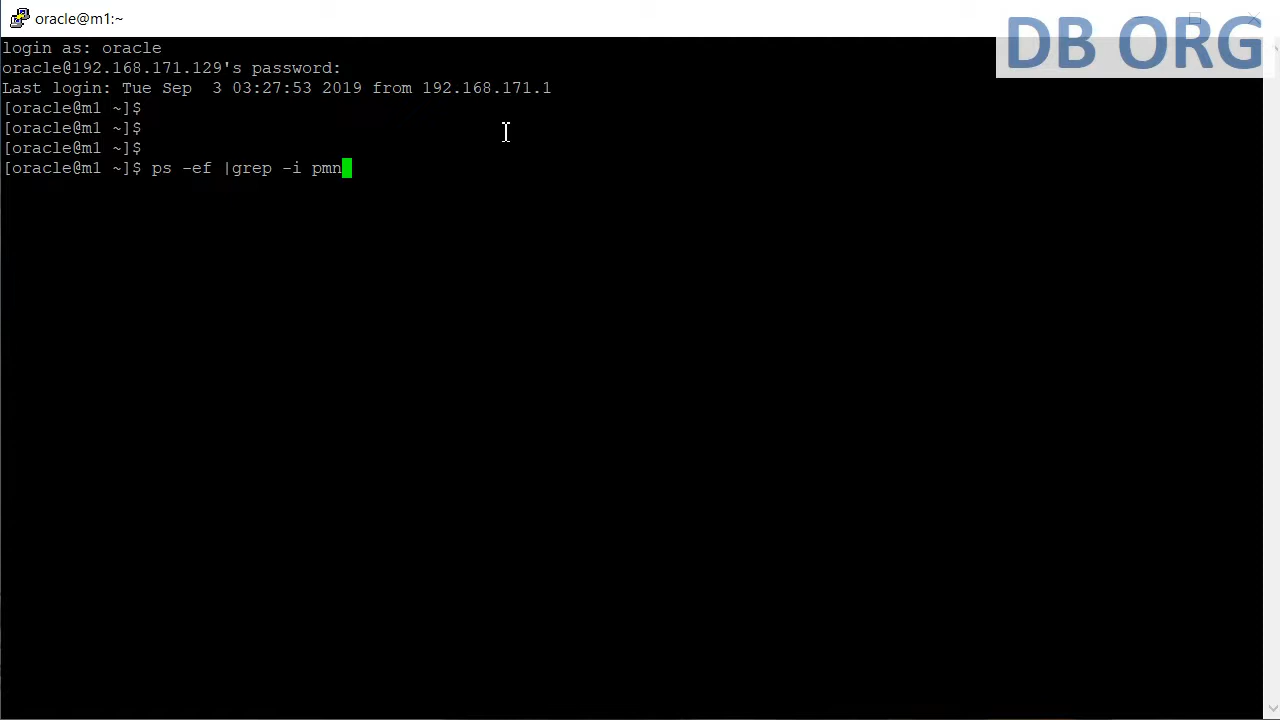 oracle@m1:~
DB ORG
login as: oracle
oracle@192.168.171.129's password:
Last login: Tue Sep  3 03:27:53 2019 from 192.168.171.1
[oracle@m1 ~]$
[oracle@m1 ~]$
[oracle@m1 ~]$
[oracle@m1 ~]$ ps -ef |grep -i pmn